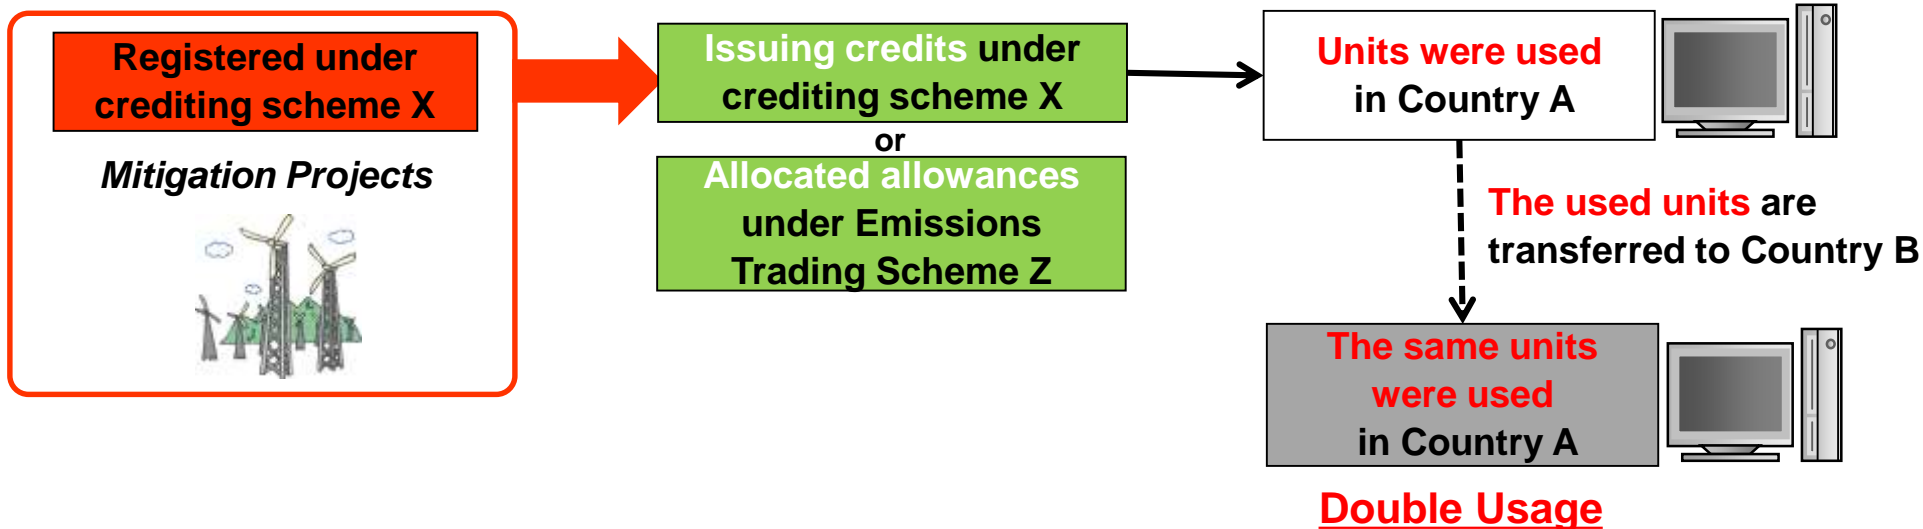 Registered under
crediting scheme X
Mitigation Projects
Issuing credits under
crediting scheme X
or
Allocated allowances
under Emissions
Trading Scheme Z
Units were used
in Country A
The used units are
transferred to Country B
The same units
were used
in Country A
Double Usage